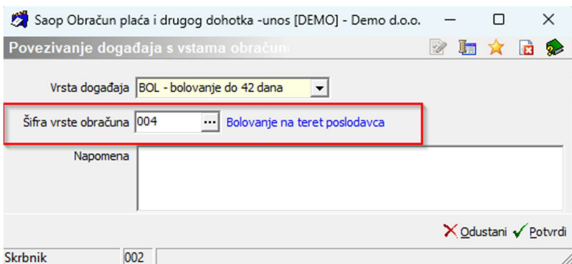 Saop Obračun plaća i drugog dohotka -unos [DEMO] - Demo d.o.o.
Povezivanje događaja s vstama obračun
Vrsta događaja BOL - bolovanje do 42 dana
Šifra vrste obračuna 004 ... Bolovanje na teret poslodavca
Napomena
Odustani Potvrdi
Skrbnik 002